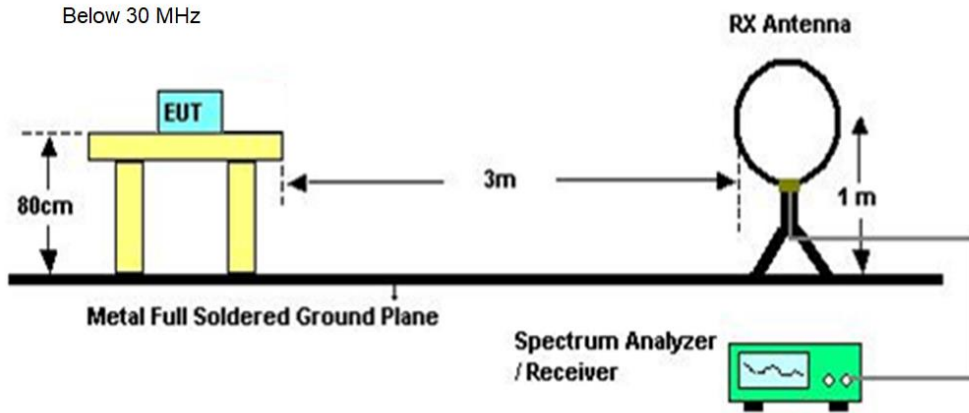 Below 30 MHz
RX Antenna
EUT
80cm
3m
1 m
Metal Full Soldered Ground Plane
Spectrum Analyzer
/ Receiver